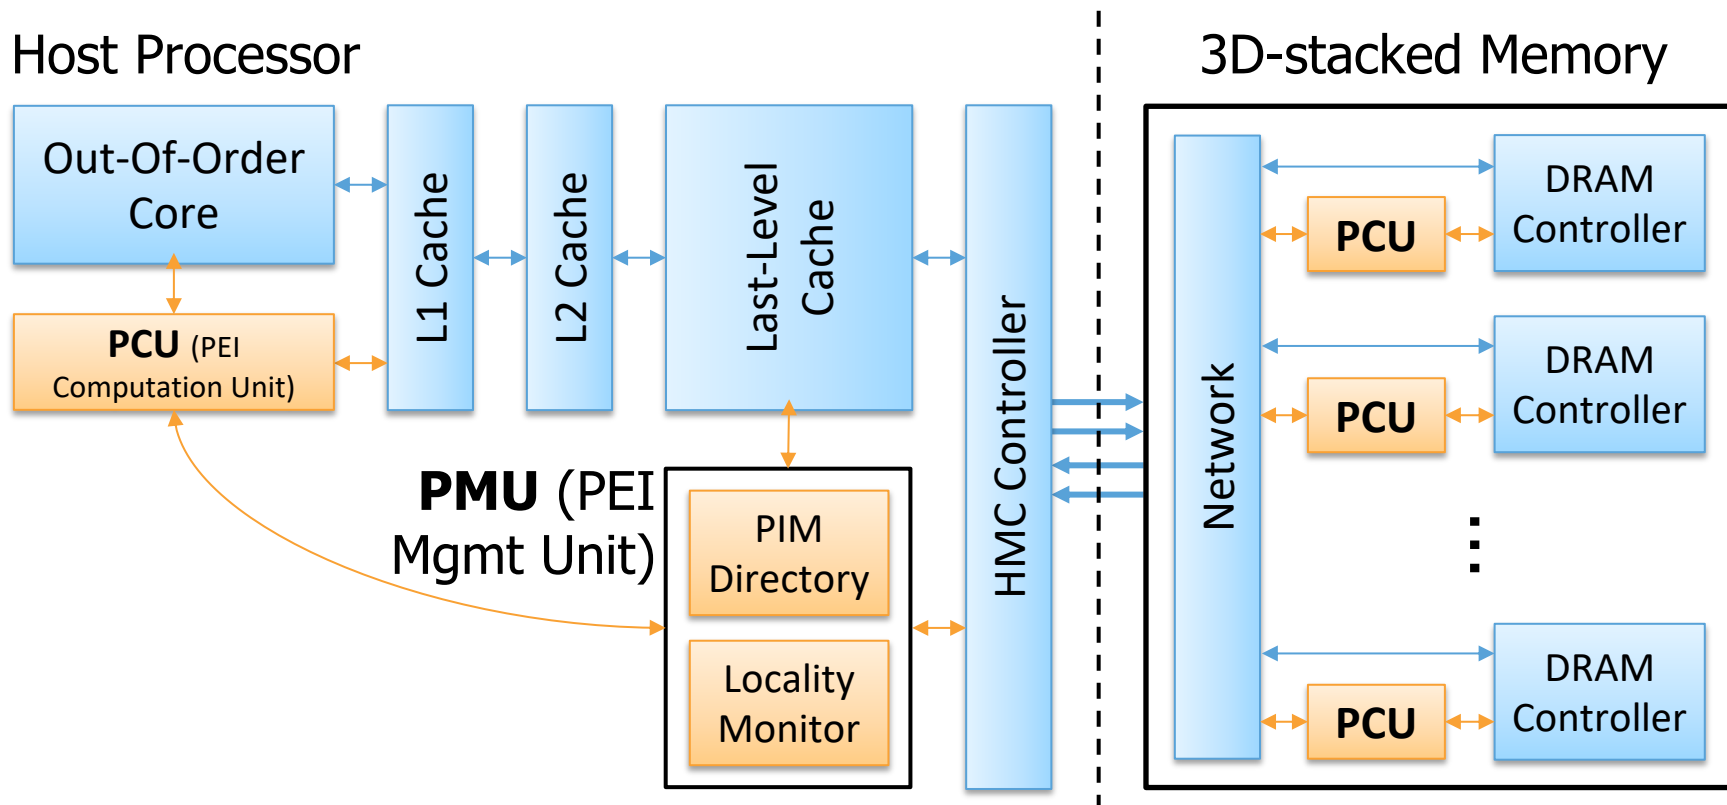 Host Processor
3D-stacked Memory
Out-Of-Order
Core
PCU (PEI
Computation Unit)
L1 Cache
L2 Cache
Last-Level
Cache
PMU (PEI
Mgmt Unit)
PIM
Directory
Locality
Monitor
HMC Controller
Network
PCU
DRAM
Controller
PCU
DRAM
Controller
...
PCU
DRAM
Controller